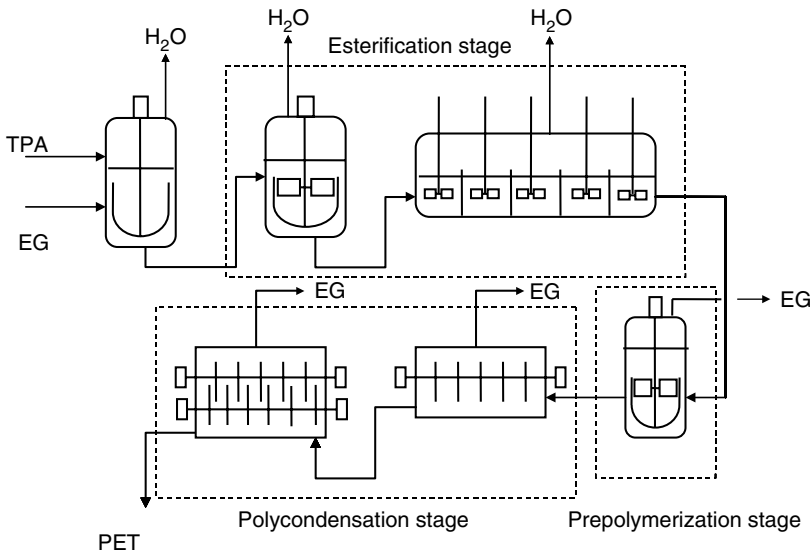 H₂O
H₂O
H₂O
Esterification stage
TPA
EG
EG
EG
EG
Polycondensation stage
Prepolymerization stage
PET